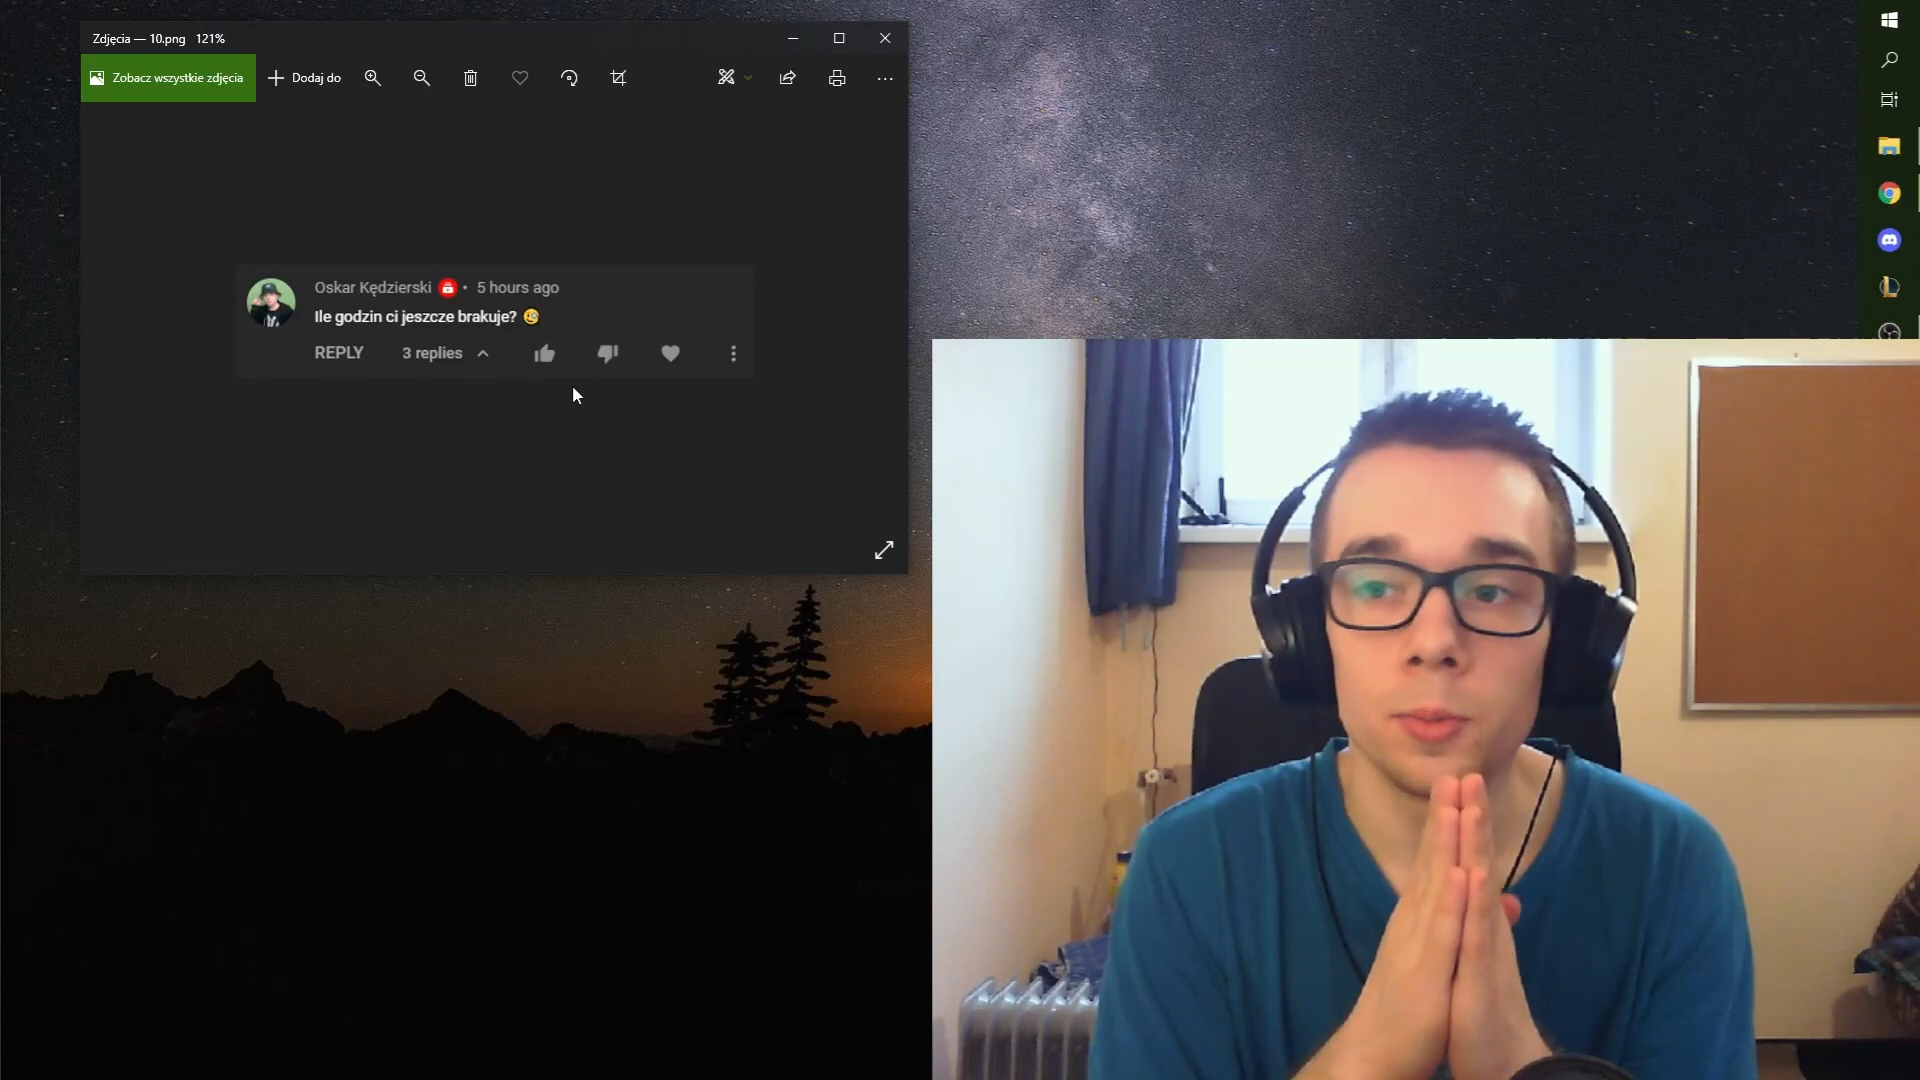 Zdjęcia — 10.png 121%
Zobacz wszystkie zdjęcia
Dodaj do
Oskar Kędzierski • 5 hours ago
Ile godzin ci jeszcze brakuje? 🧐
REPLY 3 replies